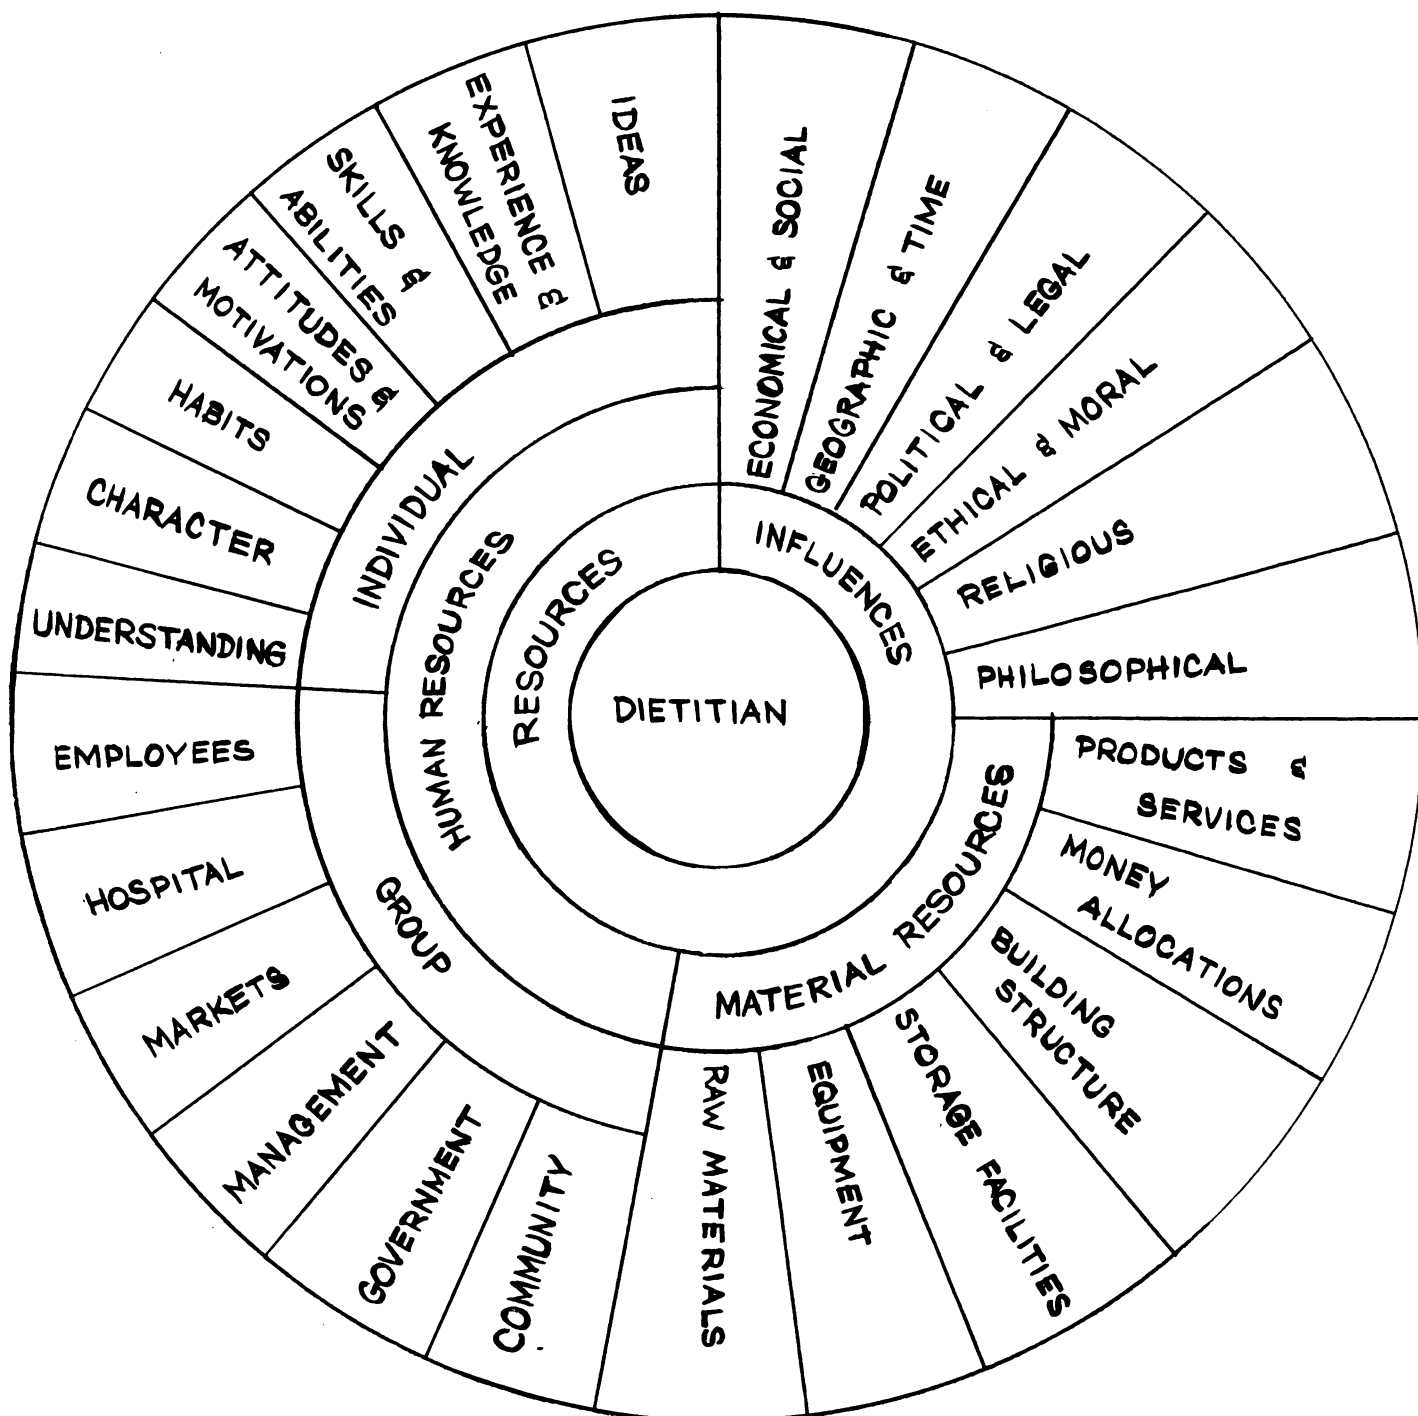 DIETITIAN
INFLUENCES
ECONOMICAL & SOCIAL
GEOGRAPHIC & TIME
POLITICAL & LEGAL
ETHICAL & MORAL
RELIGIOUS
PHILOSOPHICAL
RESOURCES
MATERIAL RESOURCES
PRODUCTS &
SERVICES
MONEY
ALLOCATIONS
BUILDING
STRUCTURE
STORAGE FACILITIES
EQUIPMENT
RAW MATERIALS
HUMAN RESOURCES
GROUP
COMMUNITY
GOVERNMENT
MANAGEMENT
MARKETS
HOSPITAL
EMPLOYEES
INDIVIDUAL
UNDERSTANDING
CHARACTER
HABITS
ATTITUDES &
MOTIVATIONS
SKILLS &
ABILITIES
EXPERIENCE &
KNOWLEDGE
IDEAS